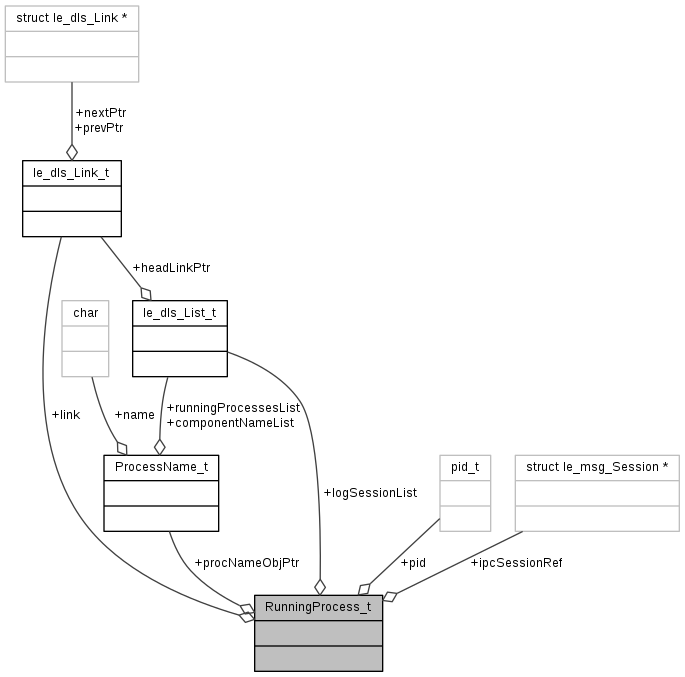 struct le_dls_Link *
+nextPtr
+prevPtr
le_dls_Link_t
+headLinkPtr
char
le_dls_List_t
+link
+name
+runningProcessesList
+componentNameList
ProcessName_t
pid_t
struct le_msg_Session *
+logSessionList
+procNameObjPtr
+pid
+ipcSessionRef
RunningProcess_t